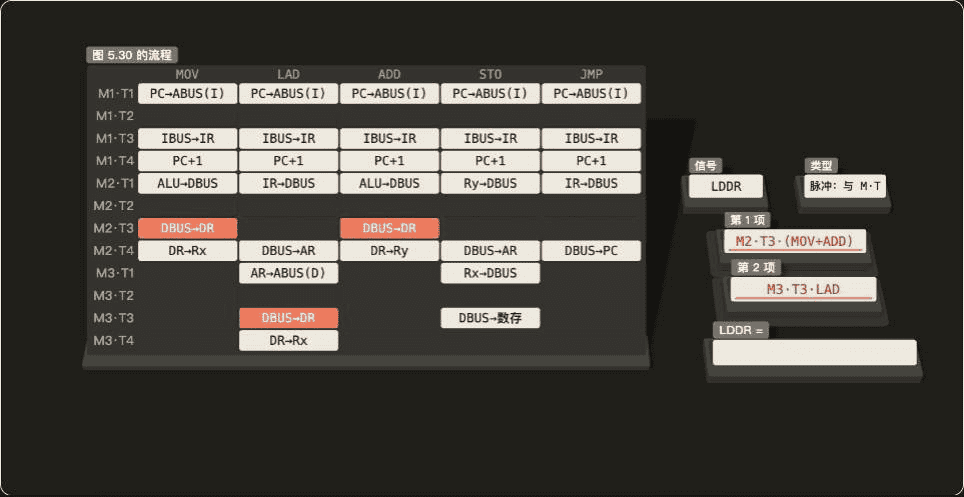 图 5.30 的流程
MOV LAD ADD STO JMP
M1·T1 PC→ABUS(I) PC→ABUS(I) PC→ABUS(I) PC→ABUS(I) PC→ABUS(I)
M1·T2
M1·T3 IBUS→IR IBUS→IR IBUS→IR IBUS→IR IBUS→IR
M1·T4 PC+1 PC+1 PC+1 PC+1 PC+1
M2·T1 ALU→DBUS IR→DBUS ALU→DBUS Ry→DBUS IR→DBUS
M2·T2
M2·T3 DBUS→DR DBUS→DR
M2·T4 DR→Rx DBUS→AR DR→Ry DBUS→AR DBUS→PC
M3·T1 AR→ABUS(D) Rx→DBUS
M3·T2
M3·T3 DBUS→DR DBUS→数存
M3·T4 DR→Rx
信号
LDDR
类型
脉冲: 与 M·T
第 1 项
M2·T3·(MOV+ADD)
第 2 项
M3·T3·LAD
LDDR =